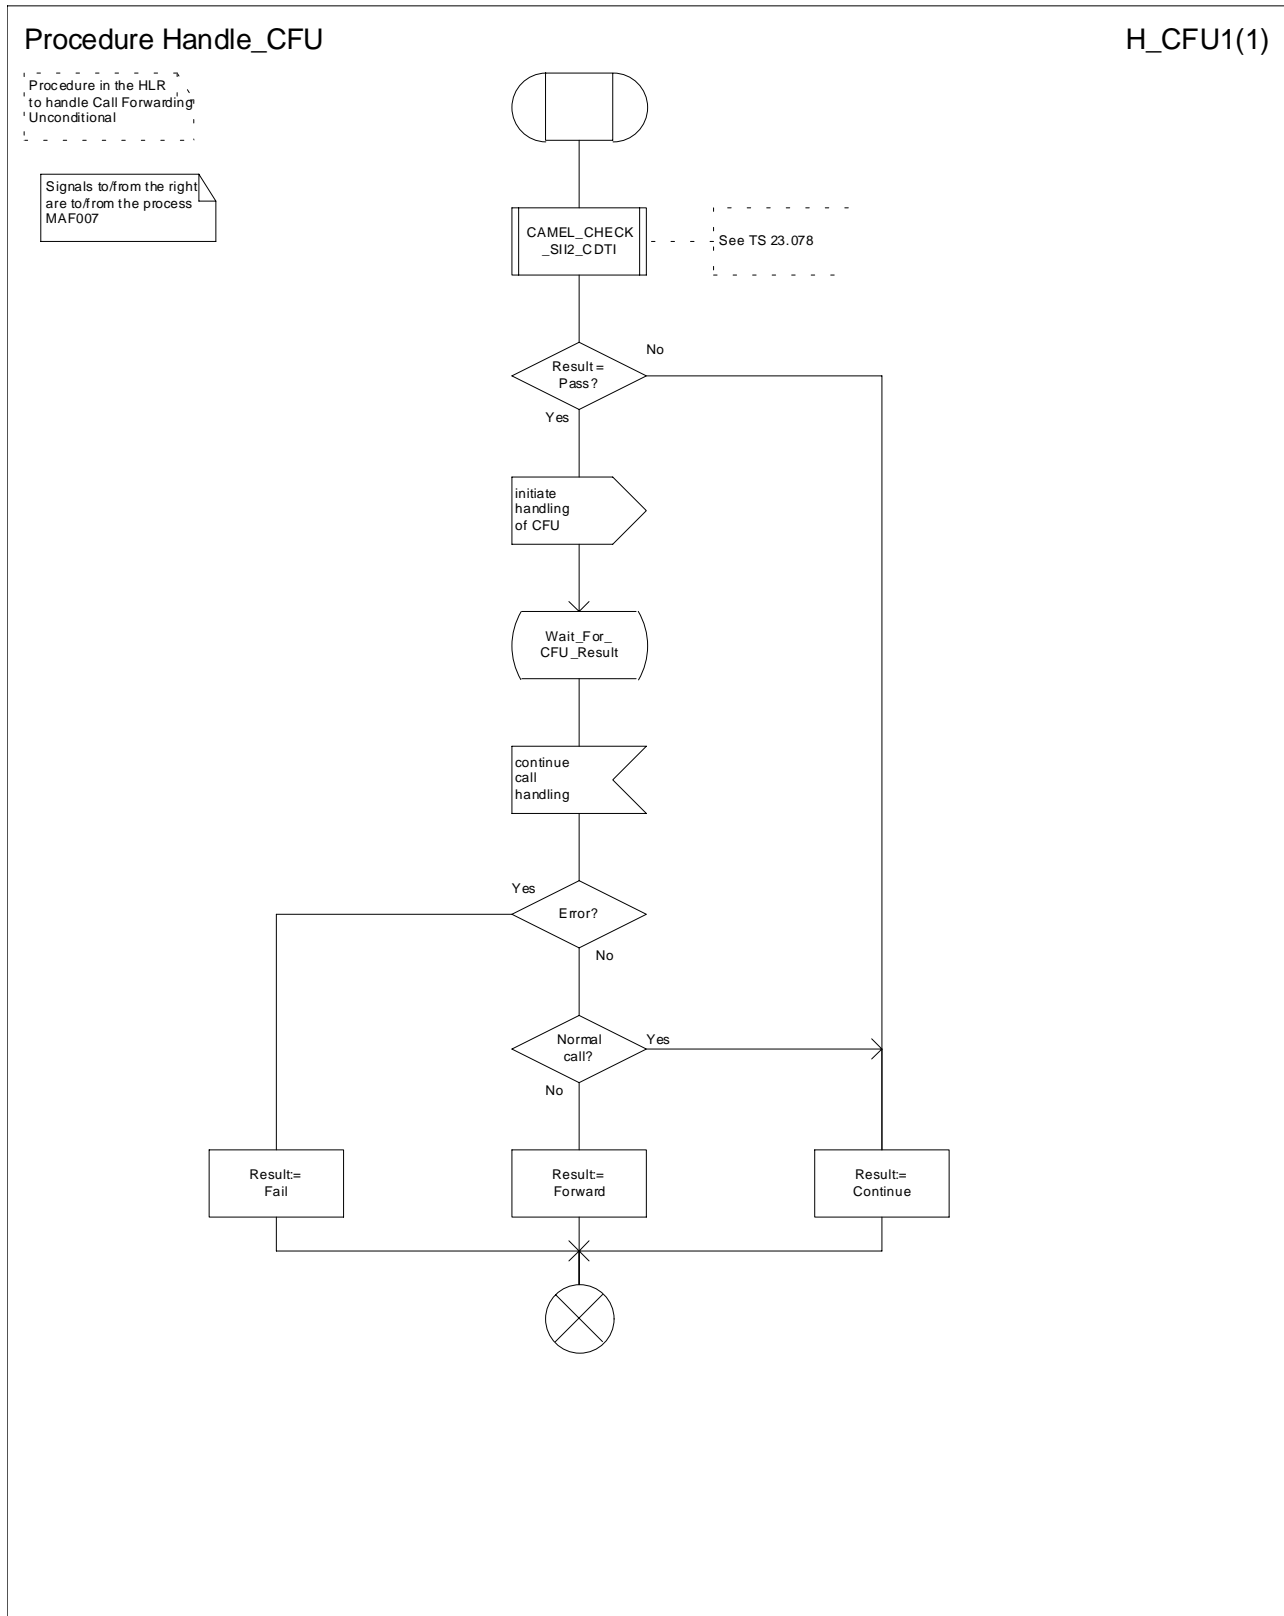 Procedure Handle_CFU
H_CFU1(1)
Procedure in the HLR
to handle Call Forwarding
Unconditional
Signals to/from the right
are to/from the process
MAF007
CAMEL_CHECK
_SII2_CDTI
See TS 23.078
Result =
Pass?
No
Yes
initiate
handling
of CFU
Wait_For_
CFU_Result
continue
call
handling
Yes
Error?
No
Normal
call?
Yes
No
Result:=
Fail
Result:=
Forward
Result:=
Continue